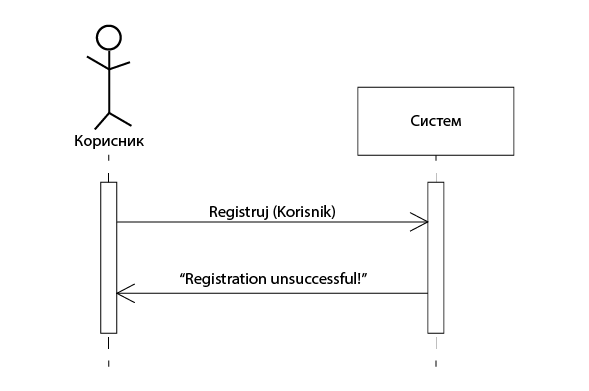 Корисник
Систем
Registruj (Korisnik)
“Registration unsuccessful!”